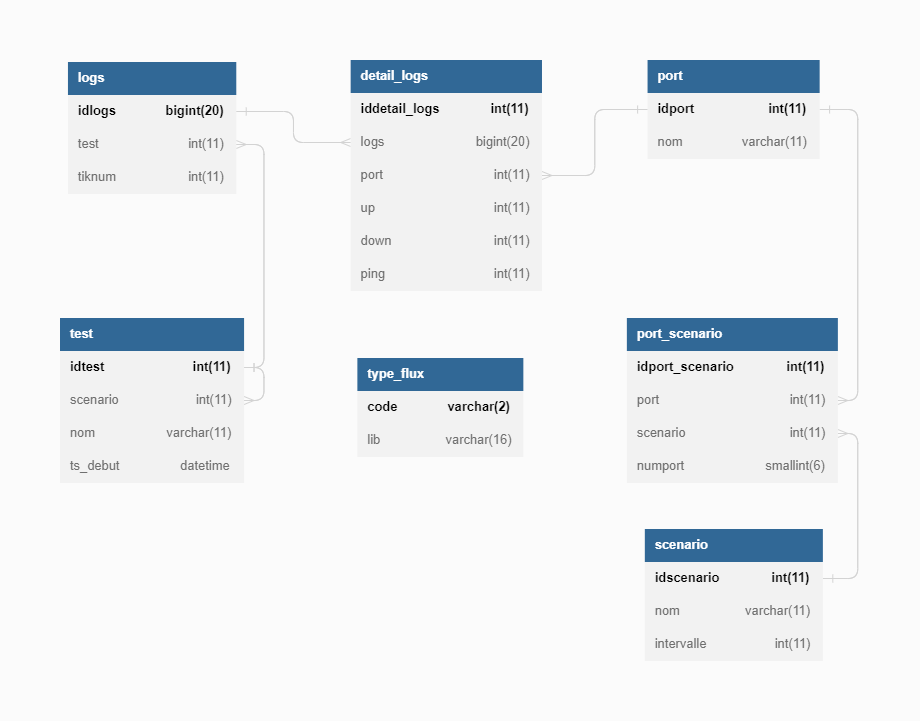 logs
idlogs bigint(20)
test int(11)
tiknum int(11)
detail_logs
iddetail_logs int(11)
logs bigint(20)
port int(11)
up int(11)
down int(11)
ping int(11)
port
idport int(11)
nom varchar(11)
test
idtest int(11)
scenario int(11)
nom varchar(11)
ts_debut datetime
type_flux
code varchar(2)
lib varchar(16)
port_scenario
idport_scenario int(11)
port int(11)
scenario int(11)
numport smallint(6)
scenario
idscenario int(11)
nom varchar(11)
intervalle int(11)